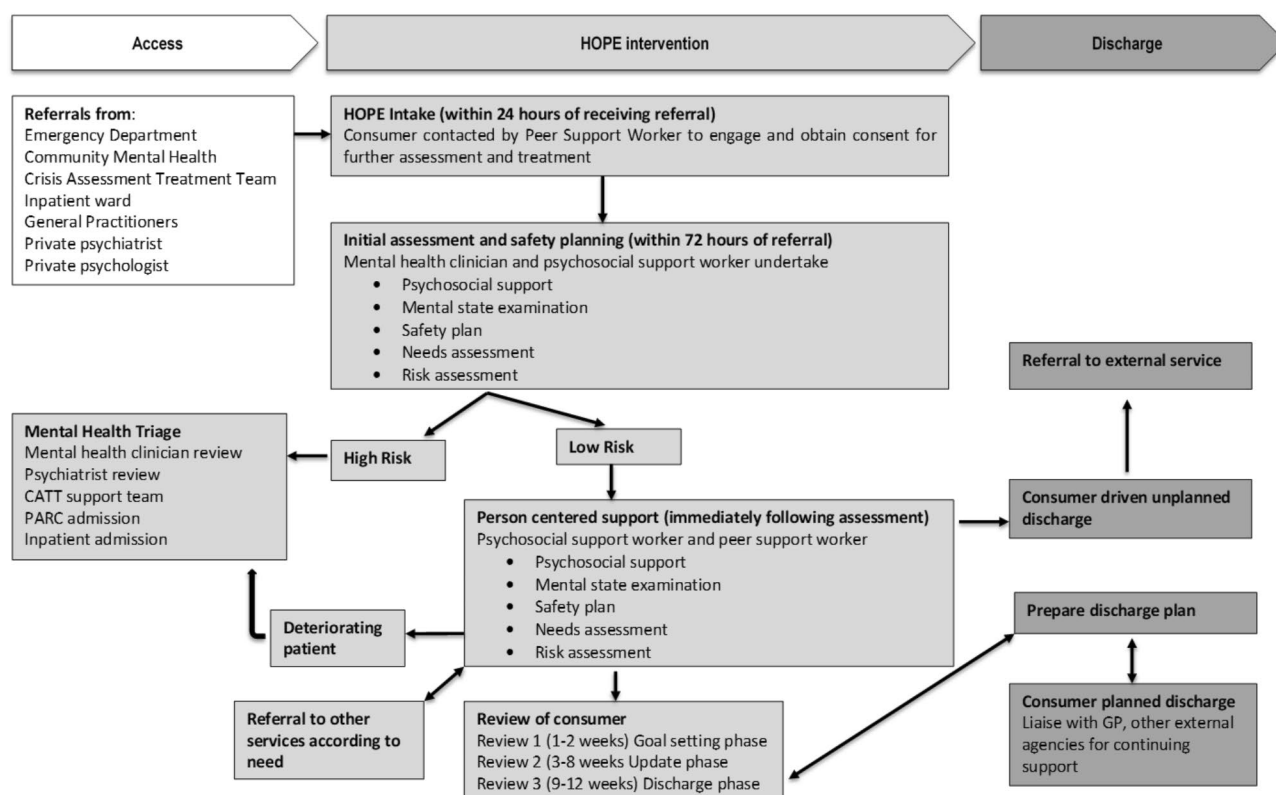 Access
HOPE intervention
Discharge
Referrals from:
Emergency Department
Community Mental Health
Crisis Assessment Treatment Team
Inpatient ward
General Practitioners
Private psychiatrist
Private psychologist
HOPE Intake (within 24 hours of receiving referral)
Consumer contacted by Peer Support Worker to engage and obtain consent for
further assessment and treatment
Initial assessment and safety planning (within 72 hours of referral)
Mental health clinician and psychosocial support worker undertake
• Psychosocial support
• Mental state examination
• Safety plan
• Needs assessment
• Risk assessment
High Risk
Low Risk
Mental Health Triage
Mental health clinician review
Psychiatrist review
CATT support team
PARC admission
Inpatient admission
Person centered support (immediately following assessment)
Psychosocial support worker and peer support worker
• Psychosocial support
• Mental state examination
• Safety plan
• Needs assessment
• Risk assessment
Deteriorating
patient
Referral to other
services according to
need
Review of consumer
Review 1 (1-2 weeks) Goal setting phase
Review 2 (3-8 weeks Update phase
Review 3 (9-12 weeks) Discharge phase
Referral to external service
Consumer driven unplanned
discharge
Prepare discharge plan
Consumer planned discharge
Liaise with GP, other external
agencies for continuing
support